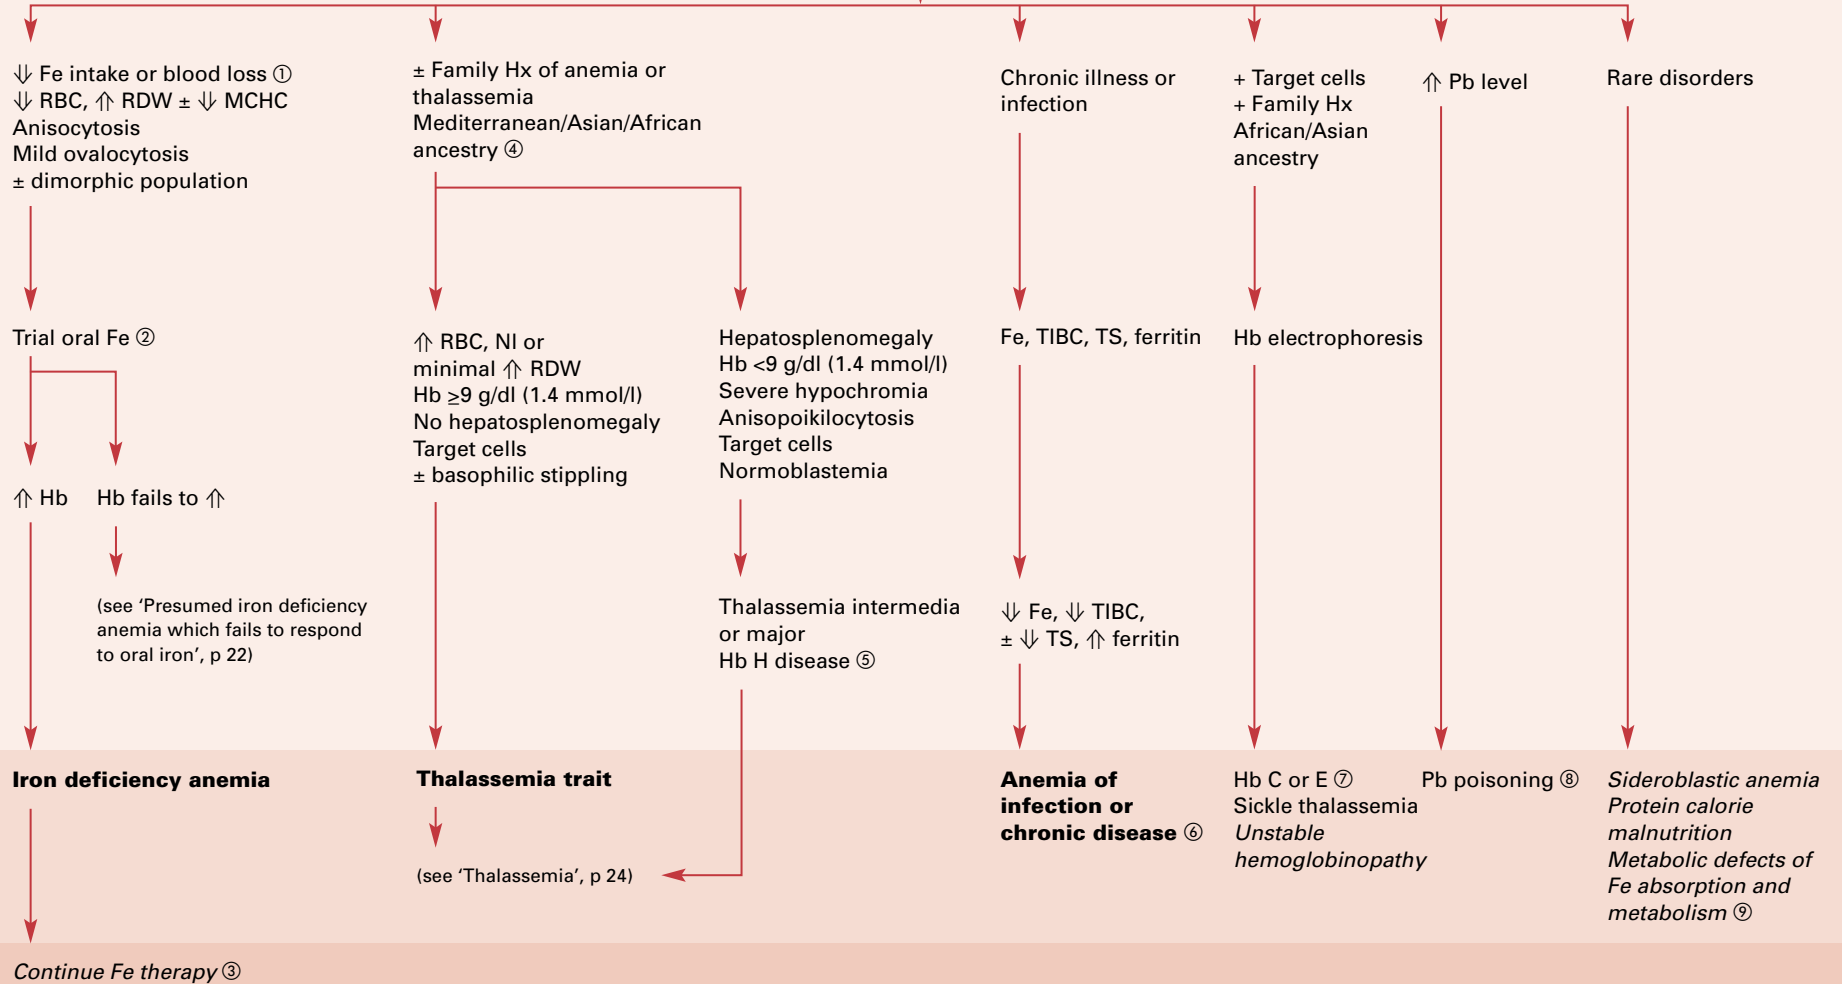 ⇓ Fe intake or blood loss ①
⇓ RBC, ⇑ RDW ± ⇓ MCHC
Anisocytosis
Mild ovalocytosis
± dimorphic population
± Family Hx of anemia or
thalassemia
Mediterranean/Asian/African
ancestry ④
Chronic illness or
infection
+ Target cells
+ Family Hx
African/Asian
ancestry
⇑ Pb level
Rare disorders
Trial oral Fe ②
⇑ RBC, Nl or
minimal ⇑ RDW
Hb ≥9 g/dl (1.4 mmol/l)
No hepatosplenomegaly
Target cells
± basophilic stippling
Hepatosplenomegaly
Hb <9 g/dl (1.4 mmol/l)
Severe hypochromia
Anisopoikilocytosis
Target cells
Normoblastemia
Fe, TIBC, TS, ferritin
Hb electrophoresis
⇑ Hb
Hb fails to ⇑
(see ‘Presumed iron deficiency
anemia which fails to respond
to oral iron’, p 22)
Thalassemia intermedia
or major
Hb H disease ⑤
⇓ Fe, ⇓ TIBC,
± ⇓ TS, ⇑ ferritin
Iron deficiency anemia
Thalassemia trait
(see ‘Thalassemia’, p 24)
Anemia of
infection or
chronic disease ⑥
Hb C or E ⑦
Sickle thalassemia
Unstable
hemoglobinopathy
Pb poisoning ⑧
Sideroblastic anemia
Protein calorie
malnutrition
Metabolic defects of
Fe absorption and
metabolism ⑨
Continue Fe therapy ③